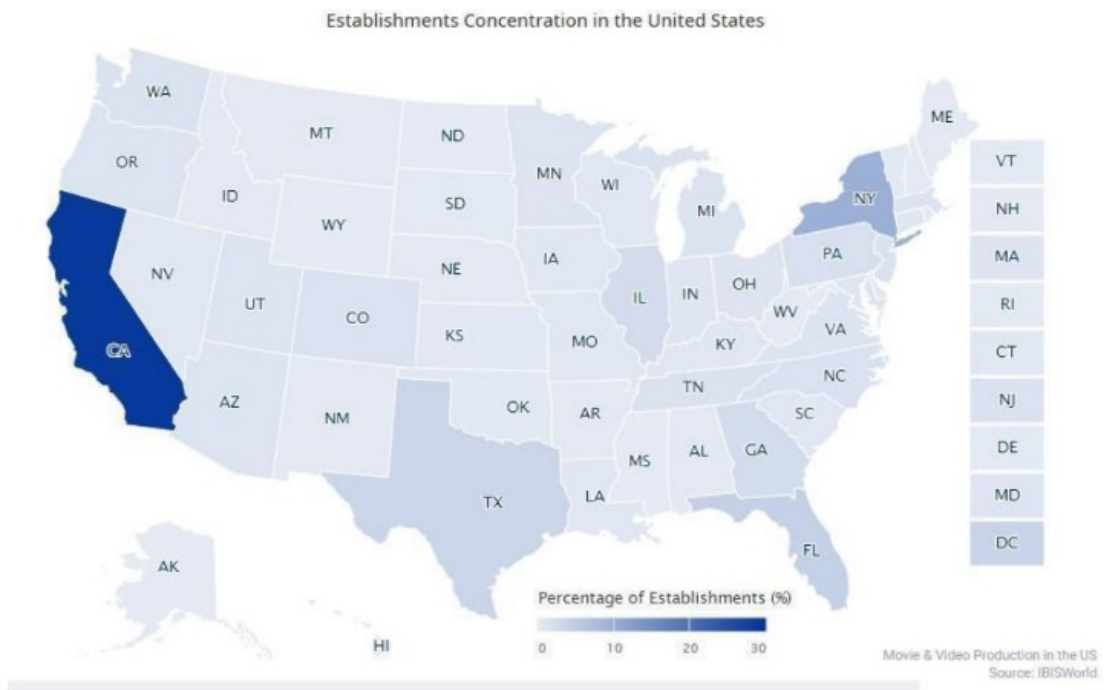 Establishments Concentration in the United States
WA
ME
MT
ND
VT
OR
MN
WI
NY
ID
SD
MI
NH
WY
PA
MA
NV
NE
IA
OH
UT
IL
IN
RI
CO
WV
VA
CA
KS
MO
KY
CT
NC
TN
AZ
NM
OK
AR
SC
NJ
MS
AL
GA
DE
TX
LA
MD
FL
DC
AK
Percentage of Establishments (%)
0 10 20 30
HI
Movie & Video Production in the US
Source: IBISWorld